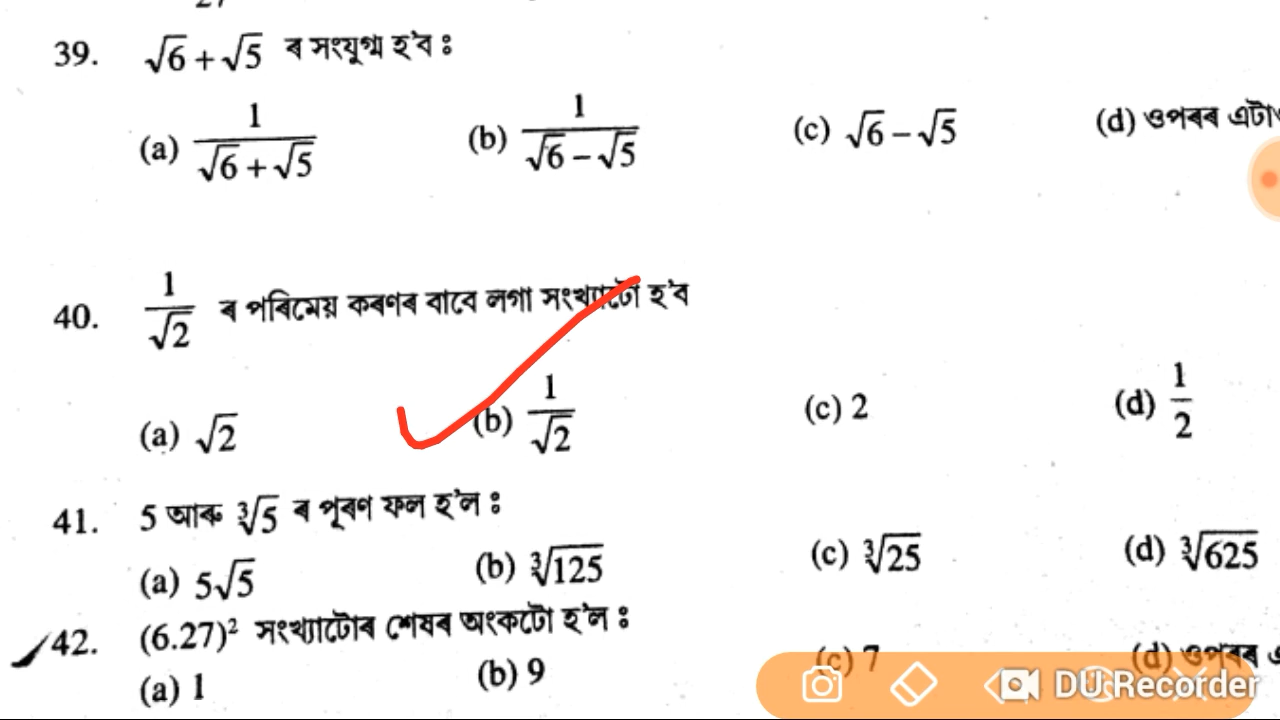 39. √6 + √5 ৰ সংযুগ্ম হ'ব ঃ
(a) 1/(√6 + √5) (b) 1/(√6 − √5) (c) √6 − √5 (d) ওপৰৰ
40. 1/√2 ৰ পৰিমেয় কৰণৰ বাবে লগা সংখ্যাটো হ'ব
(a) √2 (b) 1/√2 (c) 2 (d) 1/2
41. 5 আৰু ∛5 ৰ পূৰণ ফল হ'ল ঃ
(a) 5√5 (b) ∛125 (c) ∛25 (d) ∛625
42. (6.27)² সংখ্যাটোৰ শেষৰ অংকটো হ'ল ঃ
(a) 1 (b) 9 (c) 7 (d) ওপৰৰ
DU Recorder